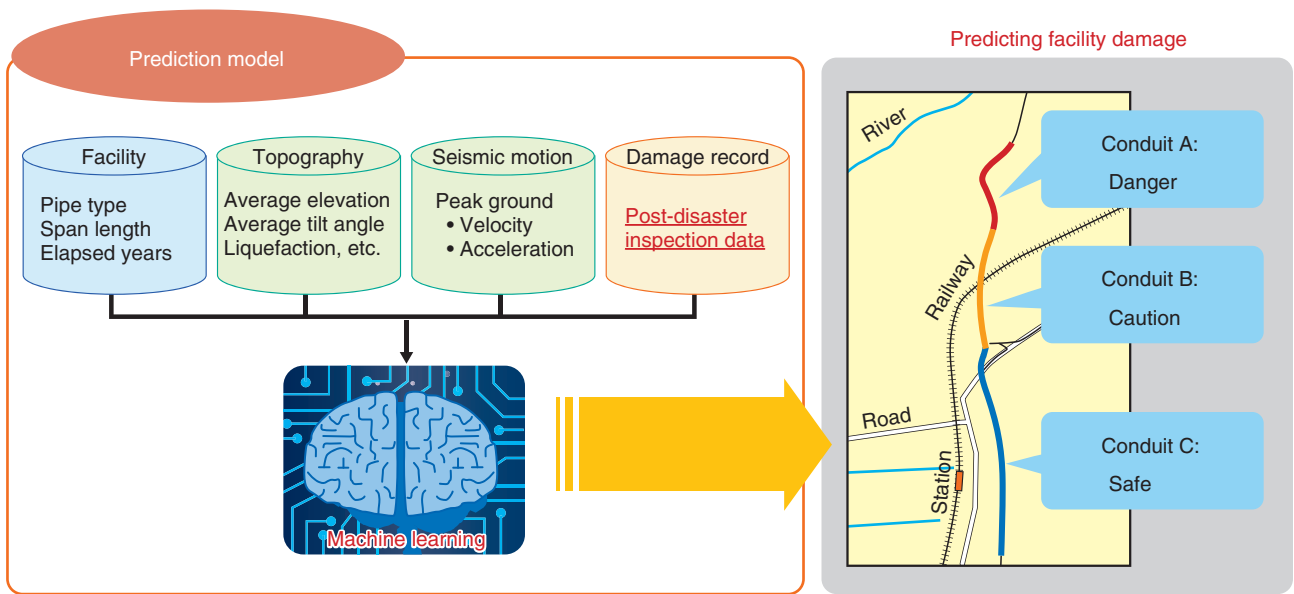 Prediction model
Facility
Pipe type
Span length
Elapsed years
Topography
Average elevation
Average tilt angle
Liquefaction, etc.
Seismic motion
Peak ground
• Velocity
• Acceleration
Damage record
Post-disaster
inspection data
Machine learning
Predicting facility damage
River
Railway
Road
Station
Conduit A:
Danger
Conduit B:
Caution
Conduit C:
Safe